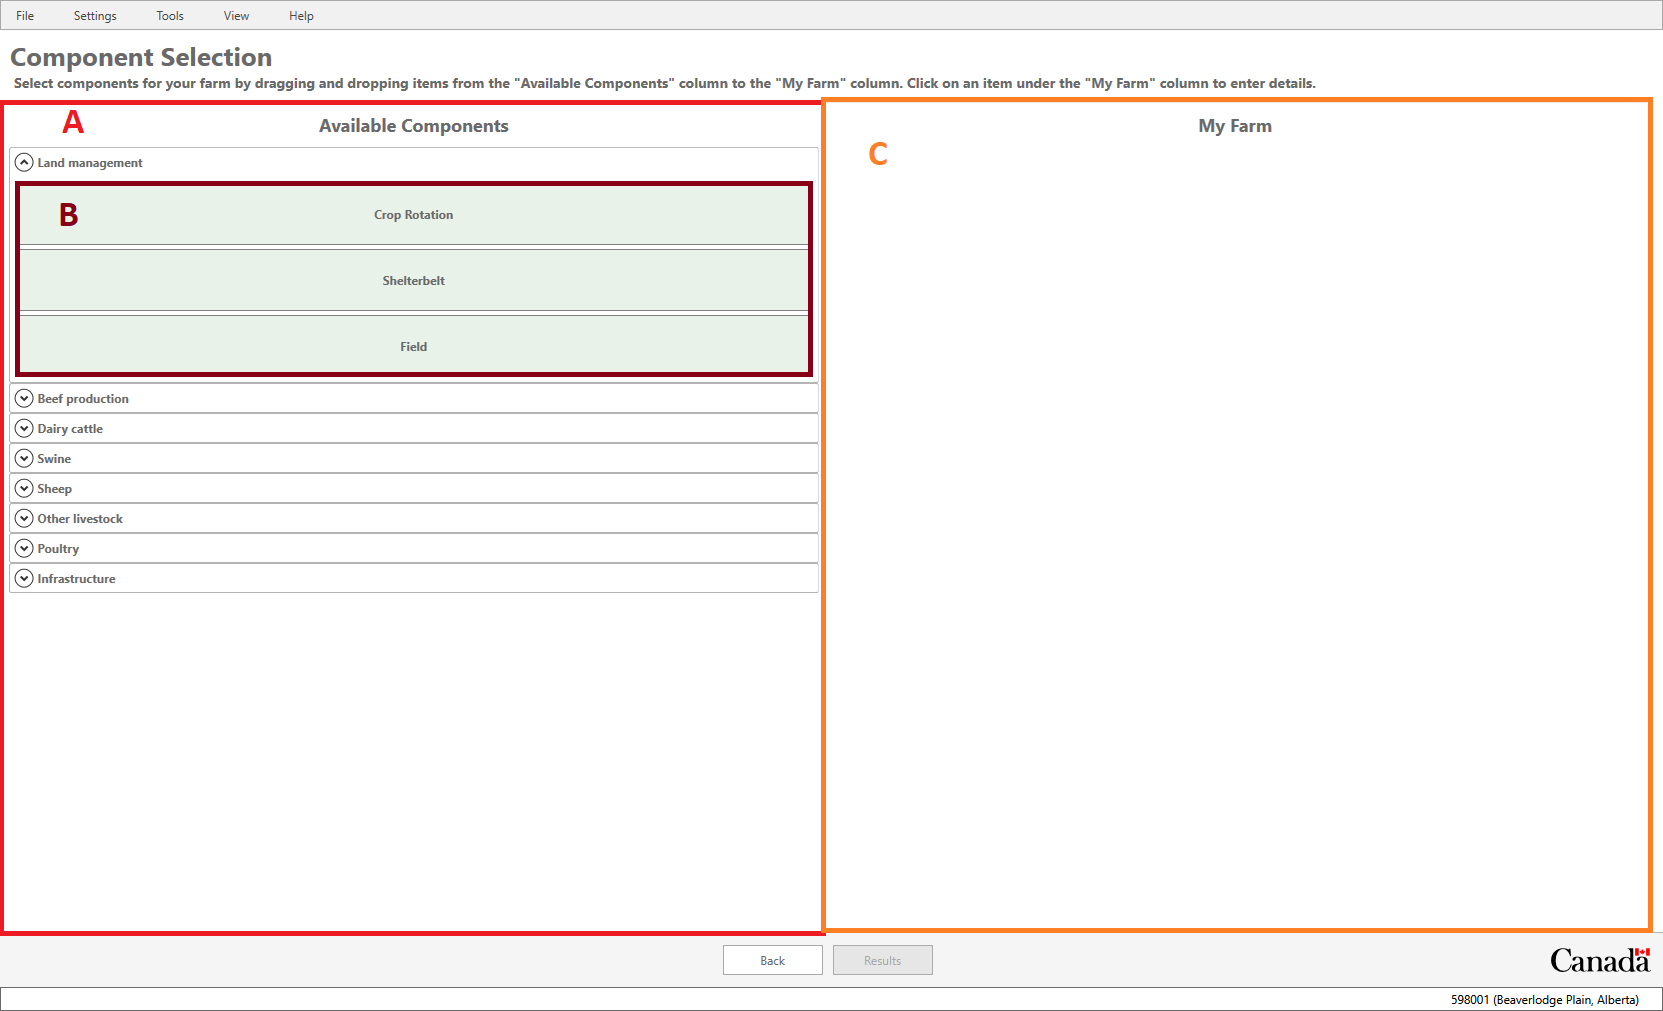 File Settings Tools View Help
Component Selection
Select components for your farm by dragging and dropping items from the "Available Components" column to the "My Farm" column. Click on an item under the "My Farm" column to enter details.
A
Available Components
Land management
B
Crop Rotation
Shelterbelt
Field
Beef production
Dairy cattle
Swine
Sheep
Other livestock
Poultry
Infrastructure
My Farm
C
Back Results
Canada
598001 (Beaverlodge Plain, Alberta)